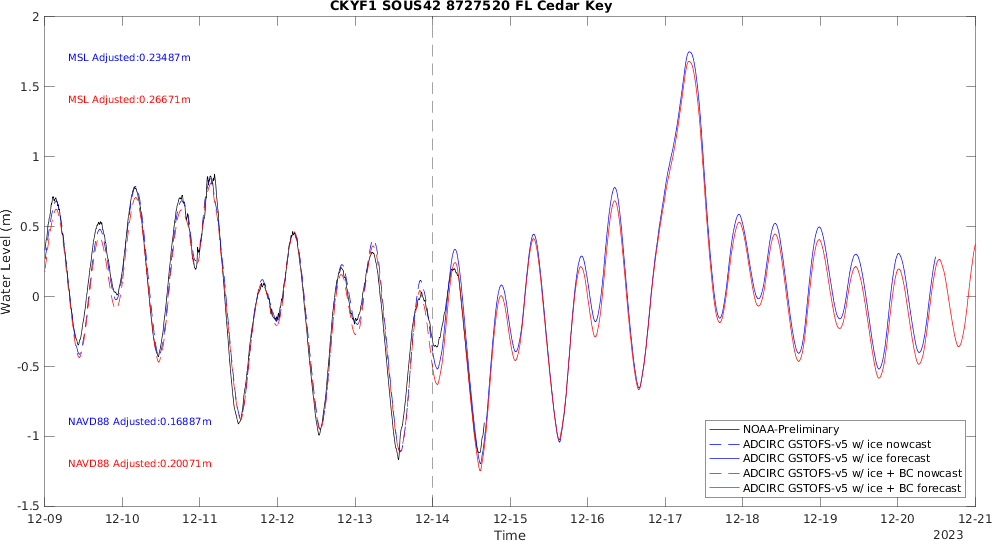 CKYF1 SOUS42 8727520 FL Cedar Key
2
1.5
1
0.5
0
-0.5
-1
-1.5
Water Level (m)
MSL Adjusted:0.23487m
MSL Adjusted:0.26671m
NAVD88 Adjusted:0.16887m
NAVD88 Adjusted:0.20071m
NOAA-Preliminary
ADCIRC GSTOFS-v5 w/ ice nowcast
ADCIRC GSTOFS-v5 w/ ice forecast
ADCIRC GSTOFS-v5 w/ ice + BC nowcast
ADCIRC GSTOFS-v5 w/ ice + BC forecast
12-09 12-10 12-11 12-12 12-13 12-14 12-15 12-16 12-17 12-18 12-19 12-20 12-21
Time
2023